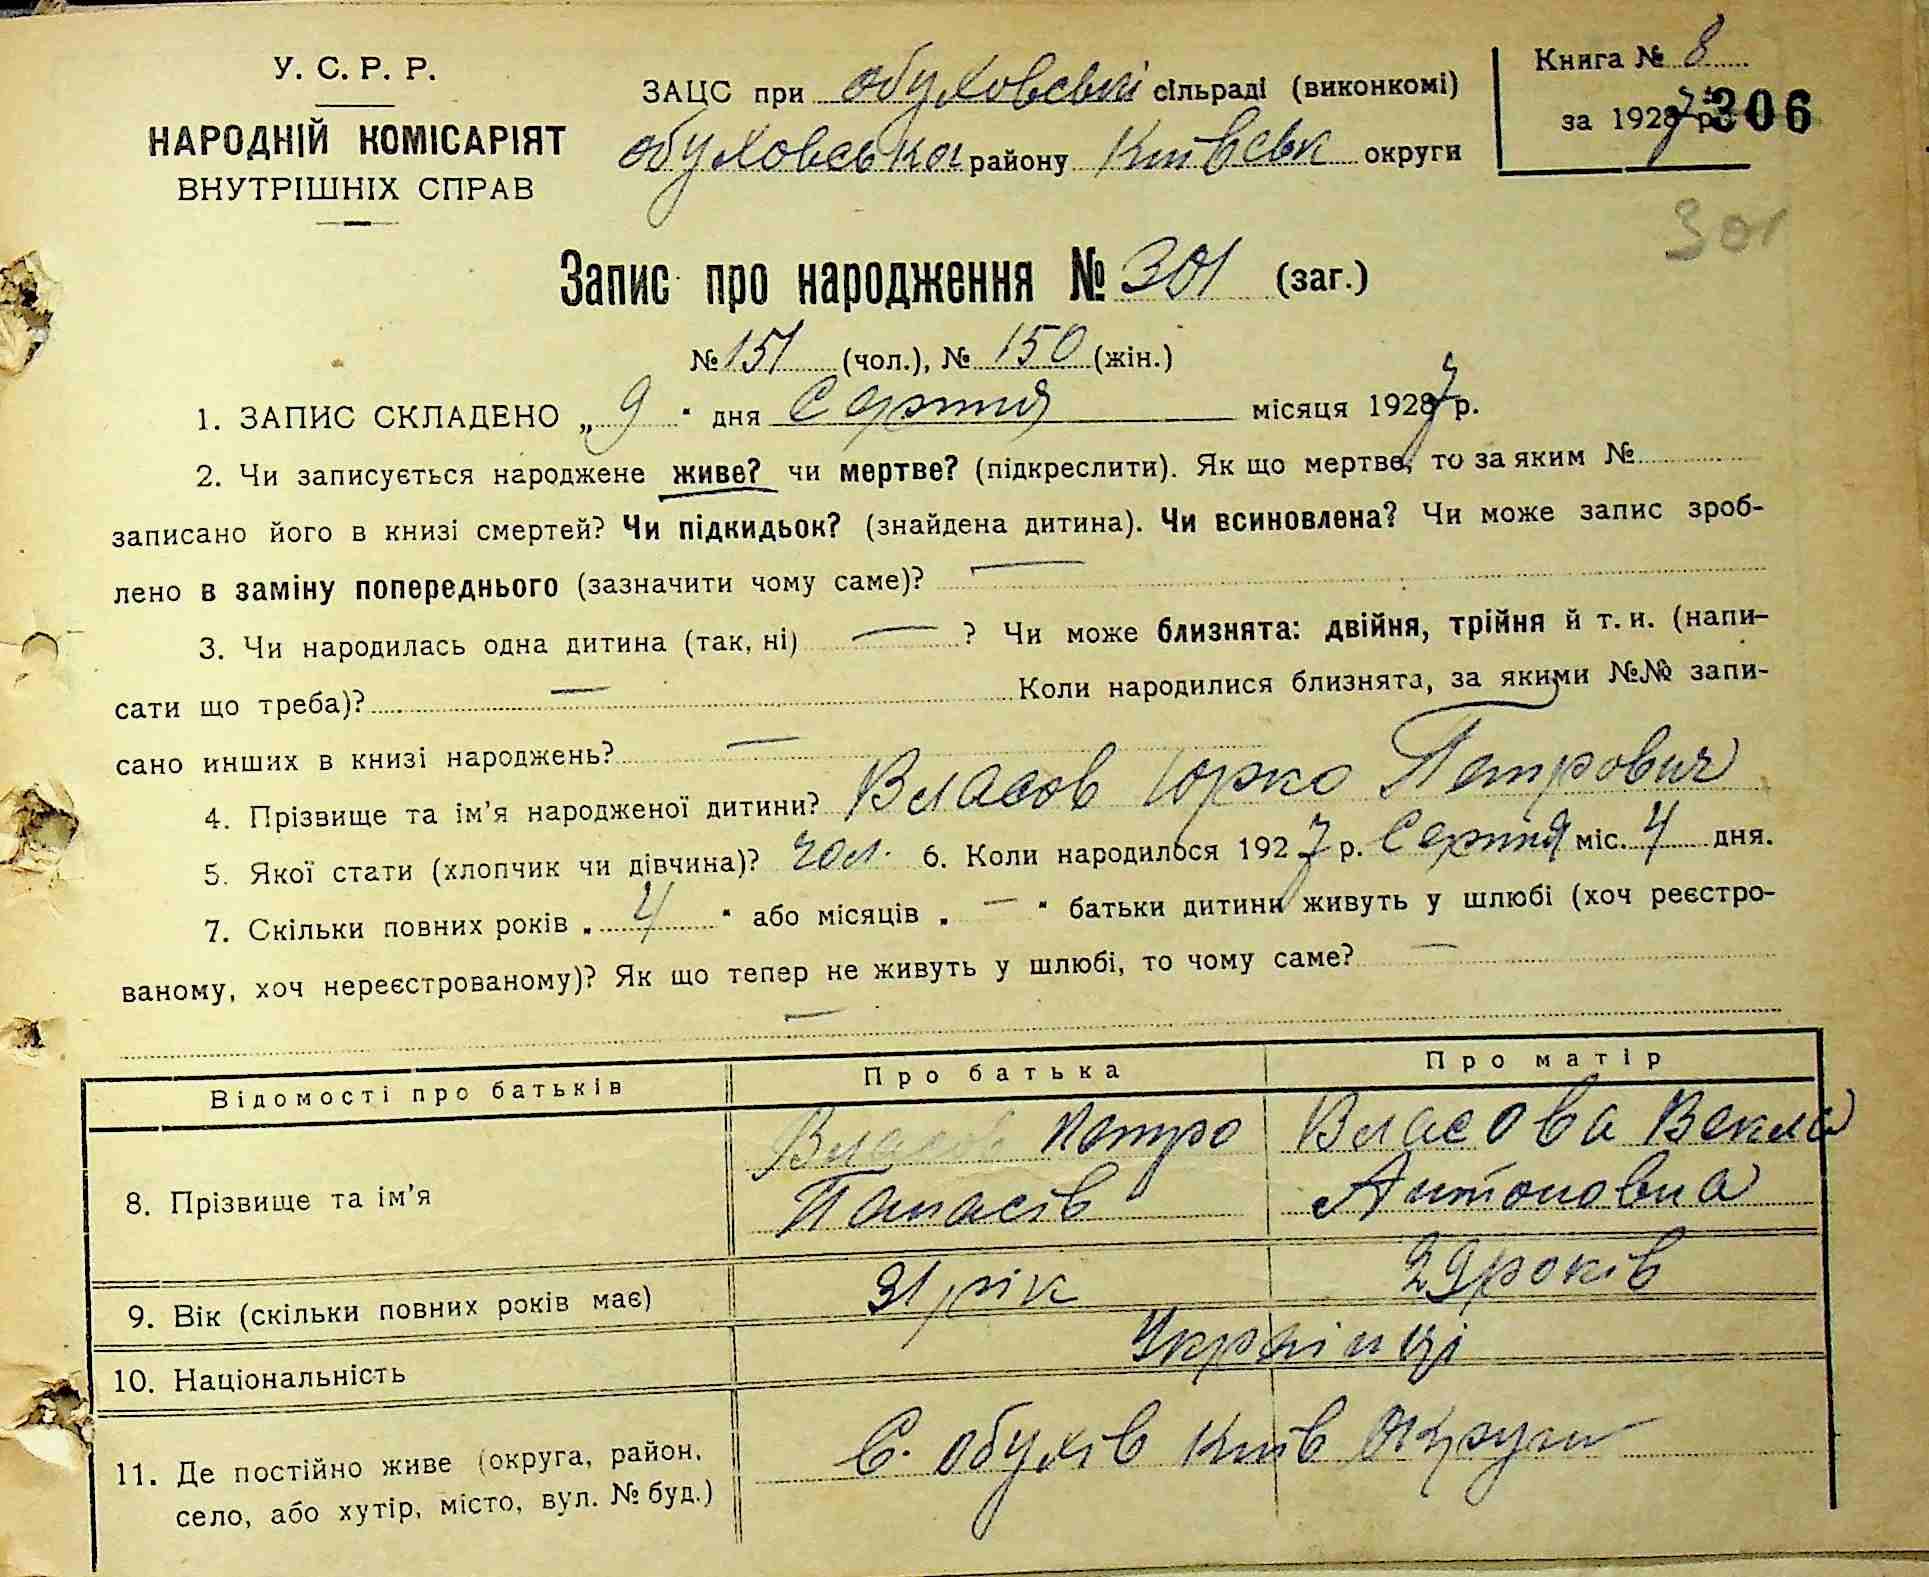 У. С. Р. Р.
НАРОДНІЙ КОМІСАРІЯТ
ВНУТРІШНІХ СПРАВ
ЗАЦС при обуховській сільраді (виконкомі)
обуховська району Київськ округи
Книга № 8
за 1927 р. 306
301
Запис про народження № 301 (заг.)
№ 151 (чол.), № 150 (жін.)
1. ЗАПИС СКЛАДЕНО „ 9 " дня Серпня місяця 1927 р.
2. Чи записується народжене живе? чи мертве? (підкреслити). Як що мертве, то за яким №
записано його в книзі смертей? Чи підкидьок? (знайдена дитина). Чи всиновлена? Чи може запис зроб-
лено в заміну попереднього (зазначити чому саме)? —
3. Чи народилась одна дитина (так, ні) — ? Чи може близнята: двійня, трійня й т. и. (напи-
сати що треба)? — Коли народилися близнята, за якими №№ запи-
сано инших в книзі народжень? —
4. Прізвище та ім'я народженої дитини? Власов Юрко Петрович
5. Якої стати (хлопчик чи дівчина)? чол. 6. Коли народилося 1927 р. Серпня міс. 4 дня.
7. Скільки повних років „ 4 " або місяців „ — " батьки дитини живуть у шлюбі (хоч реєстро-
ваному, хоч нереєстрованому)? Як що тепер не живуть у шлюбі, то чому саме? —
—
Відомості про батьків Про батька Про матір
Власов Петро Власова Векла
8. Прізвище та ім'я Панасів Антоновна
9. Вік (скільки повних років має) 31 рік 29 років
10. Національність Українці
11. Де постійно живе (округа, район, С. Обухів Київ округи
село, або хутір, місто, вул. № буд.)